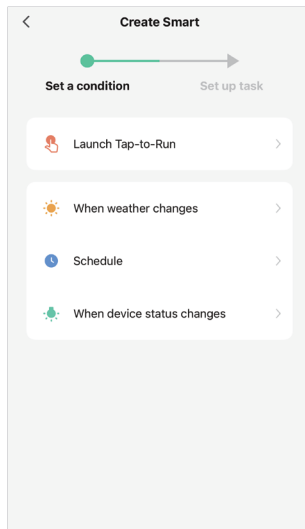 Create Smart
Set a condition Set up task
Launch Tap-to-Run
When weather changes
Schedule
When device status changes